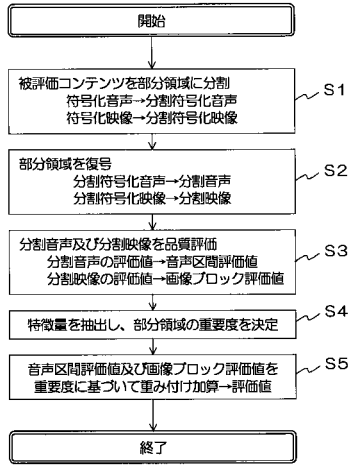 開始
被評価コンテンツを部分領域に分割
符号化音声→分割符号化音声
符号化映像→分割符号化映像
S1
部分領域を復号
分割符号化音声→分割音声
分割符号化映像→分割映像
S2
分割音声及び分割映像を品質評価
分割音声の評価値→音声区間評価値
分割映像の評価値→画像ブロック評価値
S3
特徴量を抽出し、部分領域の重要度を決定
S4
音声区間評価値及び画像ブロック評価値を
重要度に基づいて重み付け加算→評価値
S5
終了